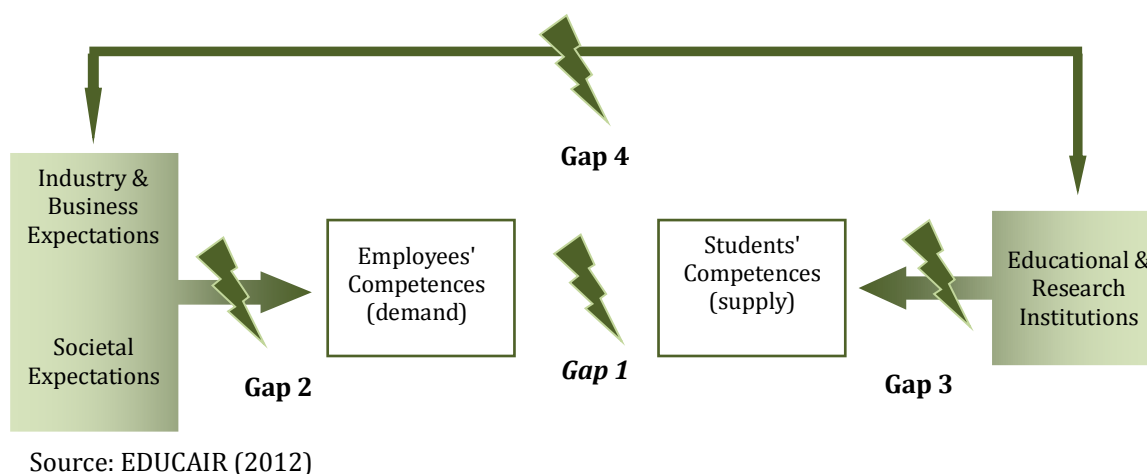 Gap 4
Industry &
Business
Expectations
Societal
Expectations
Gap 2
Employees'
Competences
(demand)
Gap 1
Students'
Competences
(supply)
Gap 3
Educational &
Research
Institutions
Source: EDUCAIR (2012)